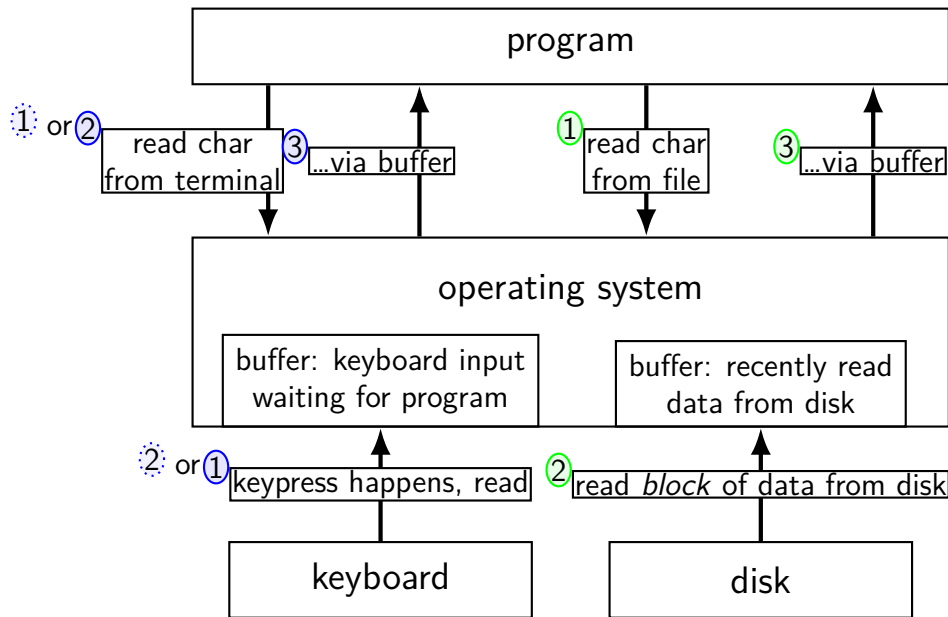 program
1 or 2
read char
from terminal
3
...via buffer
1
read char
from file
3
...via buffer
operating system
buffer: keyboard input
waiting for program
buffer: recently read
data from disk
2 or 1
keypress happens, read
2
read block of data from disk
keyboard
disk